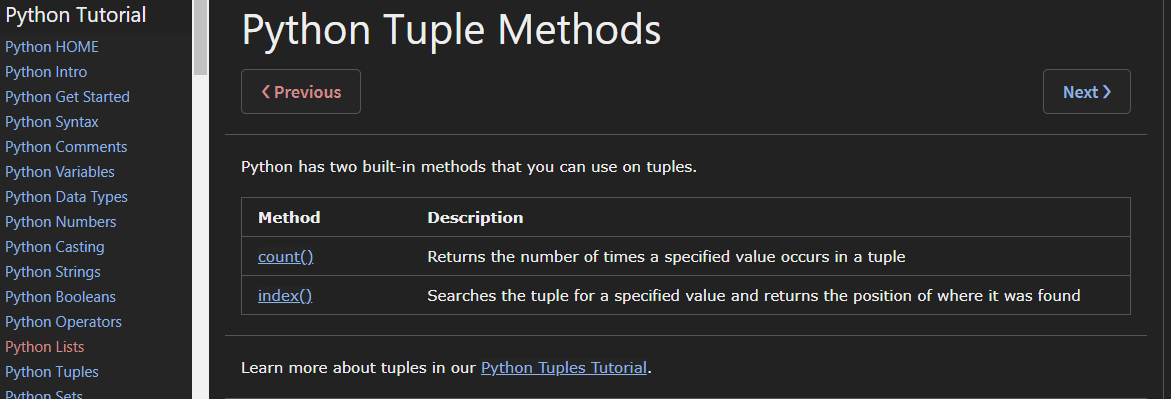 Python Tutorial
Python HOME
Python Intro
Python Get Started
Python Syntax
Python Comments
Python Variables
Python Data Types
Python Numbers
Python Casting
Python Strings
Python Booleans
Python Operators
Python Lists
Python Tuples
Python Sets
Python Tuple Methods
❮ Previous
Next ❯
Python has two built-in methods that you can use on tuples.
Method Description
count() Returns the number of times a specified value occurs in a tuple
index() Searches the tuple for a specified value and returns the position of where it was found
Learn more about tuples in our Python Tuples Tutorial.